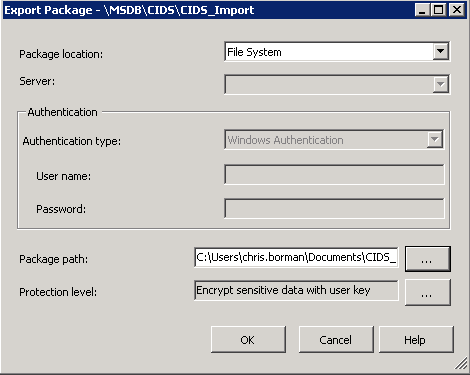 Export Package - \MSDB\CIDS\CIDS_Import
Package location: File System
Server:
Authentication
Authentication type: Windows Authentication
User name:
Password:
Package path: C:\Users\chris.borman\Documents\CIDS_ ...
Protection level: Encrypt sensitive data with user key ...
OK Cancel Help